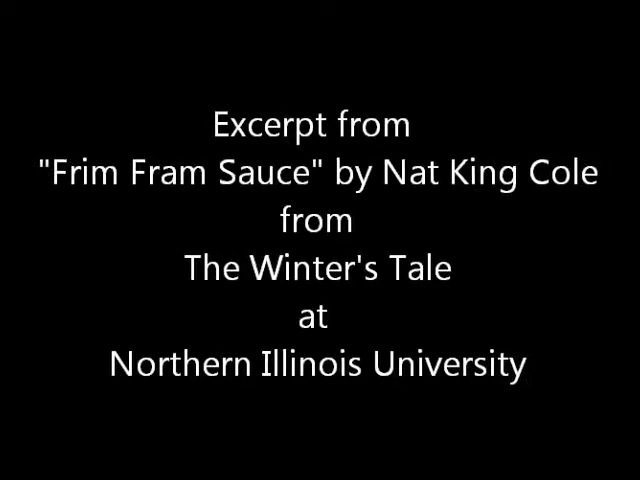 Excerpt from
"Frim Fram Sauce" by Nat King Cole
from
The Winter's Tale
at
Northern Illinois University